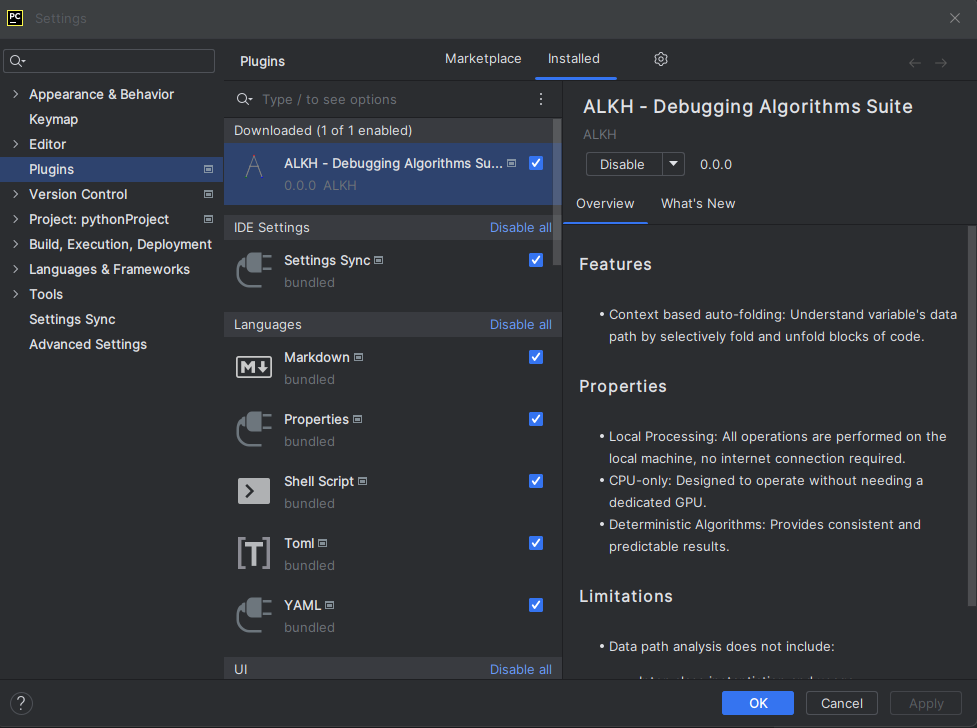 PC
Settings
Plugins
Marketplace
Installed
Appearance & Behavior
Keymap
Editor
Plugins
Version Control
Project: pythonProject
Build, Execution, Deployment
Languages & Frameworks
Tools
Settings Sync
Advanced Settings
Type / to see options
Downloaded (1 of 1 enabled)
ALKH - Debugging Algorithms Su...
0.0.0 ALKH
IDE Settings
Disable all
Settings Sync
bundled
Languages
Disable all
M
Markdown
bundled
Properties
bundled
Shell Script
bundled
[T]
Toml
bundled
YAML
bundled
UI
Disable all
ALKH - Debugging Algorithms Suite
ALKH
Disable
0.0.0
Overview
What's New
Features
• Context based auto-folding: Understand variable's data
path by selectively fold and unfold blocks of code.
Properties
• Local Processing: All operations are performed on the
local machine, no internet connection required.
• CPU-only: Designed to operate without needing a
dedicated GPU.
• Deterministic Algorithms: Provides consistent and
predictable results.
Limitations
• Data path analysis does not include:
?
OK
Cancel
Apply